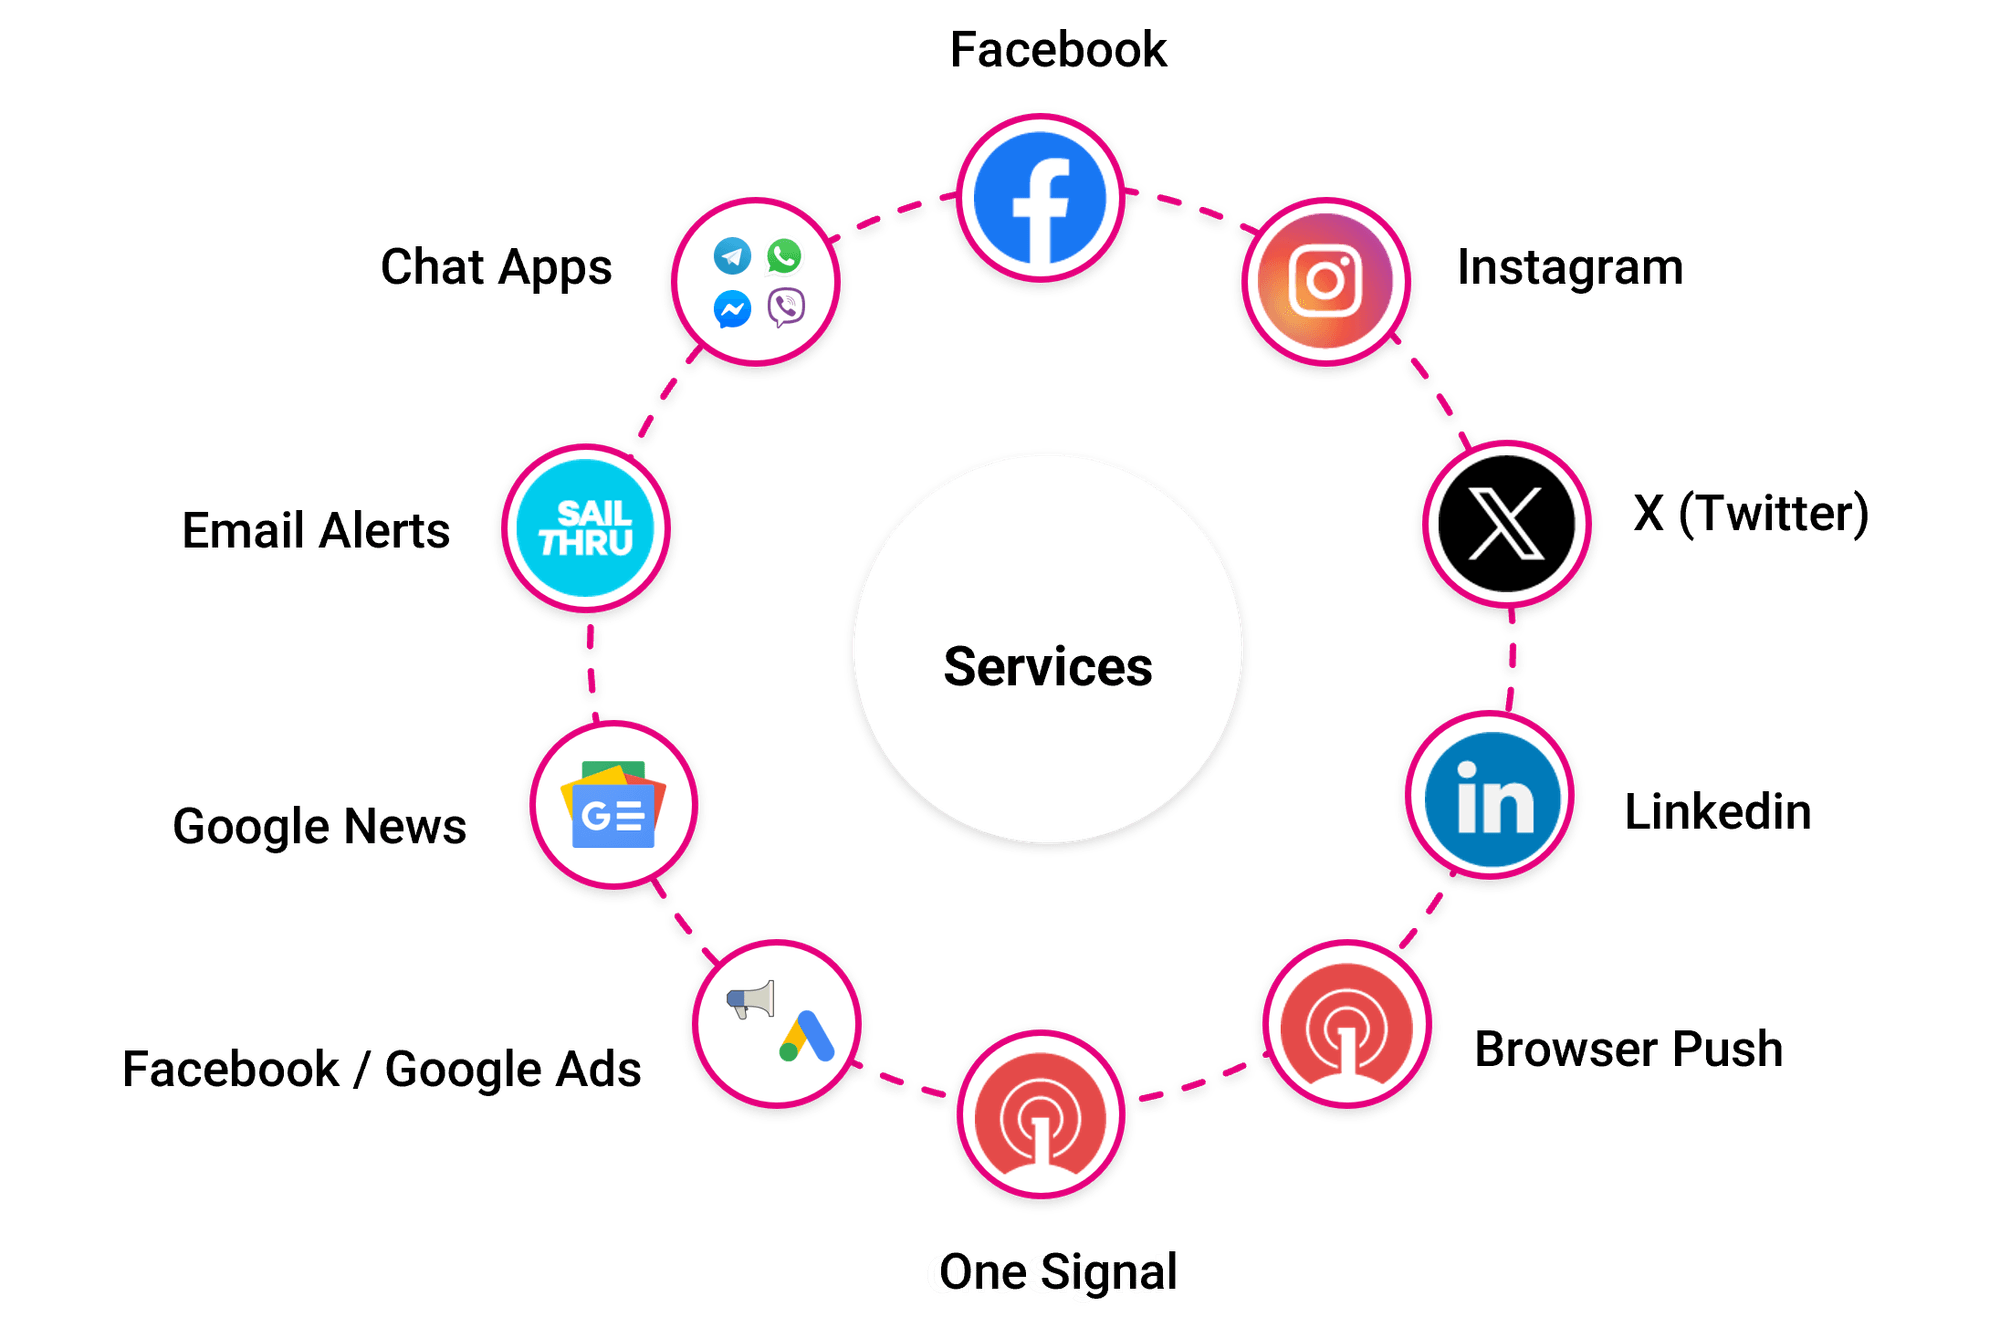 Facebook
Chat Apps
Instagram
Email Alerts
SAIL
THRU
X (Twitter)
Services
Google News
GE
Linkedin
in
Facebook / Google Ads
Browser Push
One Signal